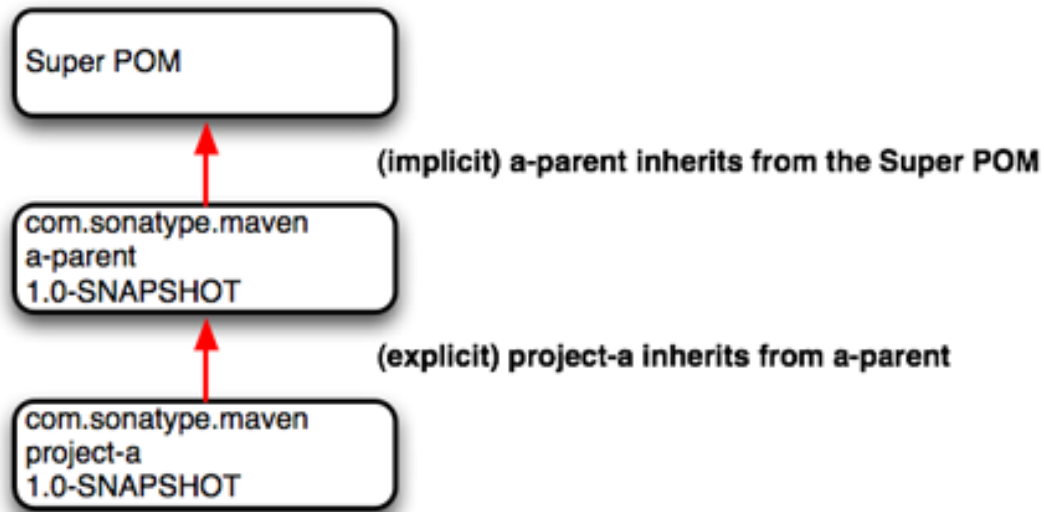 Super POM
(implicit) a-parent inherits from the Super POM
com.sonatype.maven
a-parent
1.0-SNAPSHOT
(explicit) project-a inherits from a-parent
com.sonatype.maven
project-a
1.0-SNAPSHOT